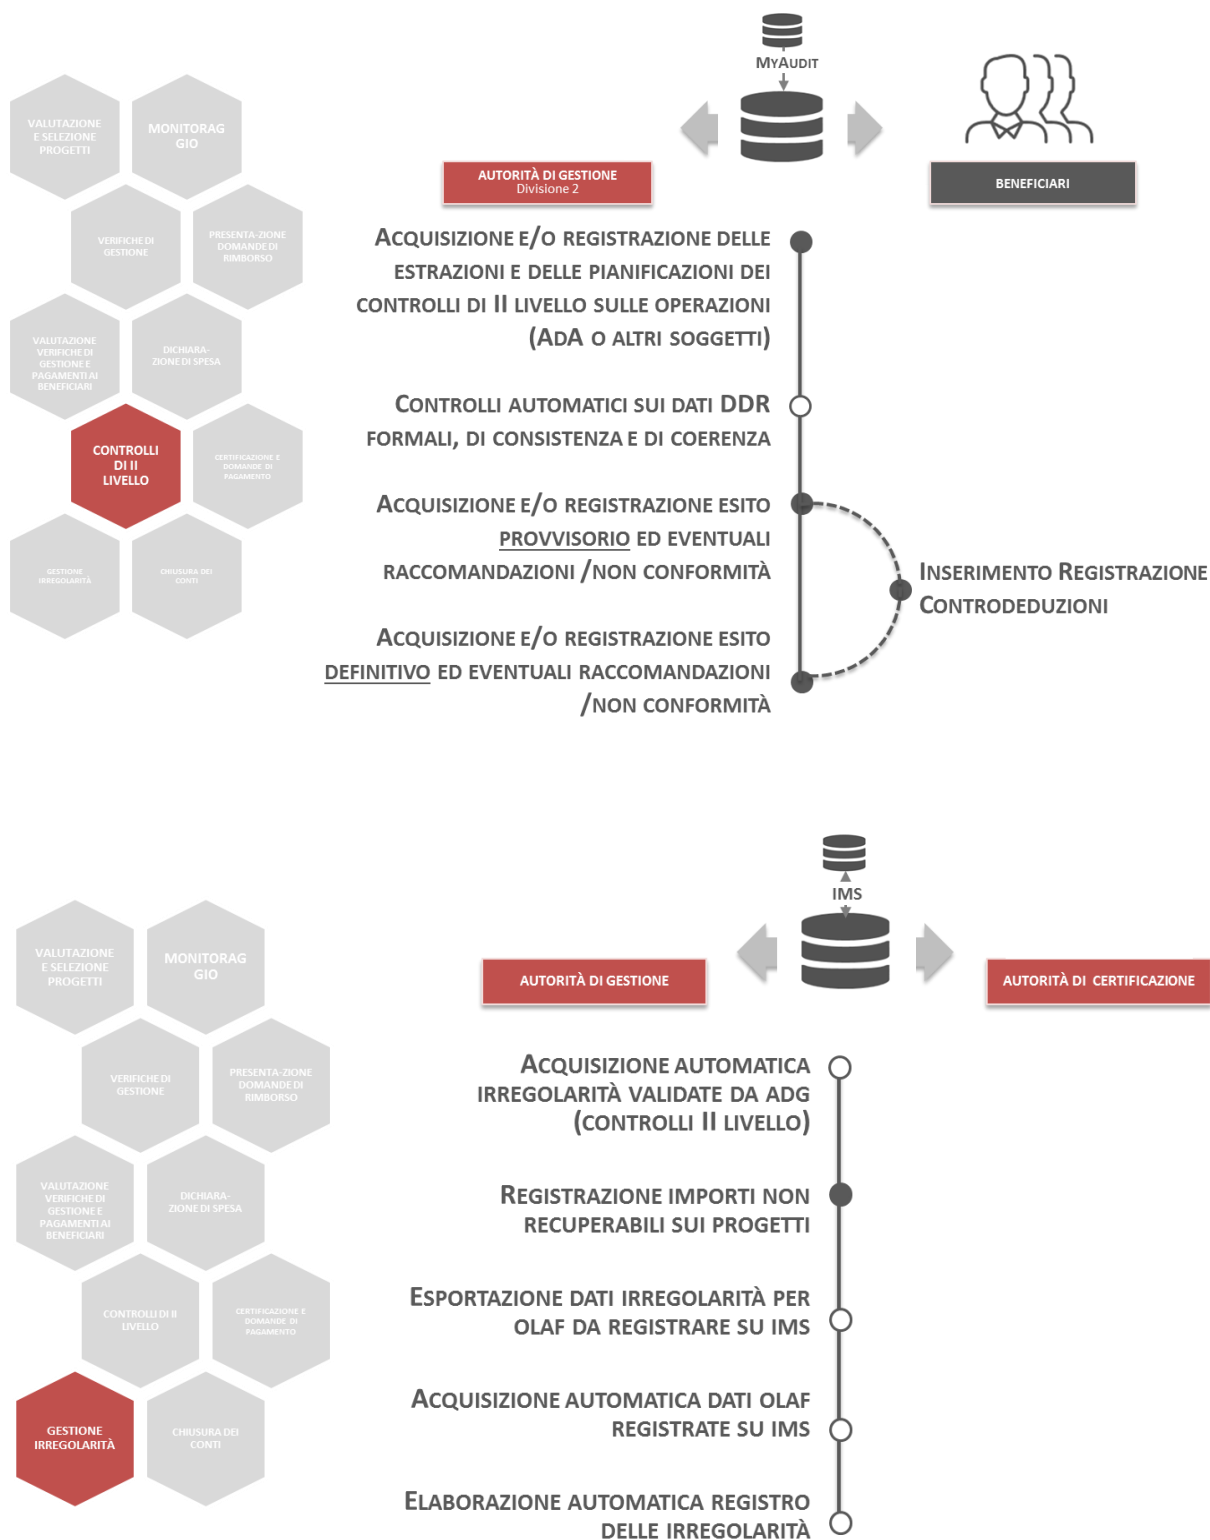 MYAUDIT
AUTORITÀ DI GESTIONE
Divisione 2
BENEFICIARI
VALUTAZIONE
E SELEZIONE
PROGETTI
MONITORAG
GIO
VERIFICHE DI
GESTIONE
PRESENTA-ZIONE
DOMANDE DI
RIMBORSO
VALUTAZIONE
VERIFICHE DI
GESTIONE E
PAGAMENTI AI
BENEFICIARI
DICHIARA-
ZIONE DI SPESA
CONTROLLI
DI II
LIVELLO
CERTIFICAZIONE E
DOMANDE DI
PAGAMENTO
GESTIONE
IRREGOLARITÀ
CHIUSURA DEI
CONTI
ACQUISIZIONE E/O REGISTRAZIONE DELLE
ESTRAZIONI E DELLE PIANIFICAZIONI DEI
CONTROLLI DI II LIVELLO SULLE OPERAZIONI
(ADA O ALTRI SOGGETTI)
CONTROLLI AUTOMATICI SUI DATI DDR
FORMALI, DI CONSISTENZA E DI COERENZA
ACQUISIZIONE E/O REGISTRAZIONE ESITO
PROVVISORIO ED EVENTUALI
RACCOMANDAZIONI /NON CONFORMITÀ
INSERIMENTO REGISTRAZIONE
CONTRODEDUZIONI
ACQUISIZIONE E/O REGISTRAZIONE ESITO
DEFINITIVO ED EVENTUALI RACCOMANDAZIONI
/NON CONFORMITÀ
IMS
AUTORITÀ DI GESTIONE
AUTORITÀ DI CERTIFICAZIONE
VALUTAZIONE
E SELEZIONE
PROGETTI
MONITORAG
GIO
VERIFICHE DI
GESTIONE
PRESENTA-ZIONE
DOMANDE DI
RIMBORSO
VALUTAZIONE
VERIFICHE DI
GESTIONE E
PAGAMENTI AI
BENEFICIARI
DICHIARA-
ZIONE DI SPESA
CONTROLLI DI II
LIVELLO
CERTIFICAZIONE E
DOMANDE DI
PAGAMENTO
GESTIONE
IRREGOLARITÀ
CHIUSURA DEI
CONTI
ACQUISIZIONE AUTOMATICA
IRREGOLARITÀ VALIDATE DA ADG
(CONTROLLI II LIVELLO)
REGISTRAZIONE IMPORTI NON
RECUPERABILI SUI PROGETTI
ESPORTAZIONE DATI IRREGOLARITÀ PER
OLAF DA REGISTRARE SU IMS
ACQUISIZIONE AUTOMATICA DATI OLAF
REGISTRATE SU IMS
ELABORAZIONE AUTOMATICA REGISTRO
DELLE IRREGOLARITÀ